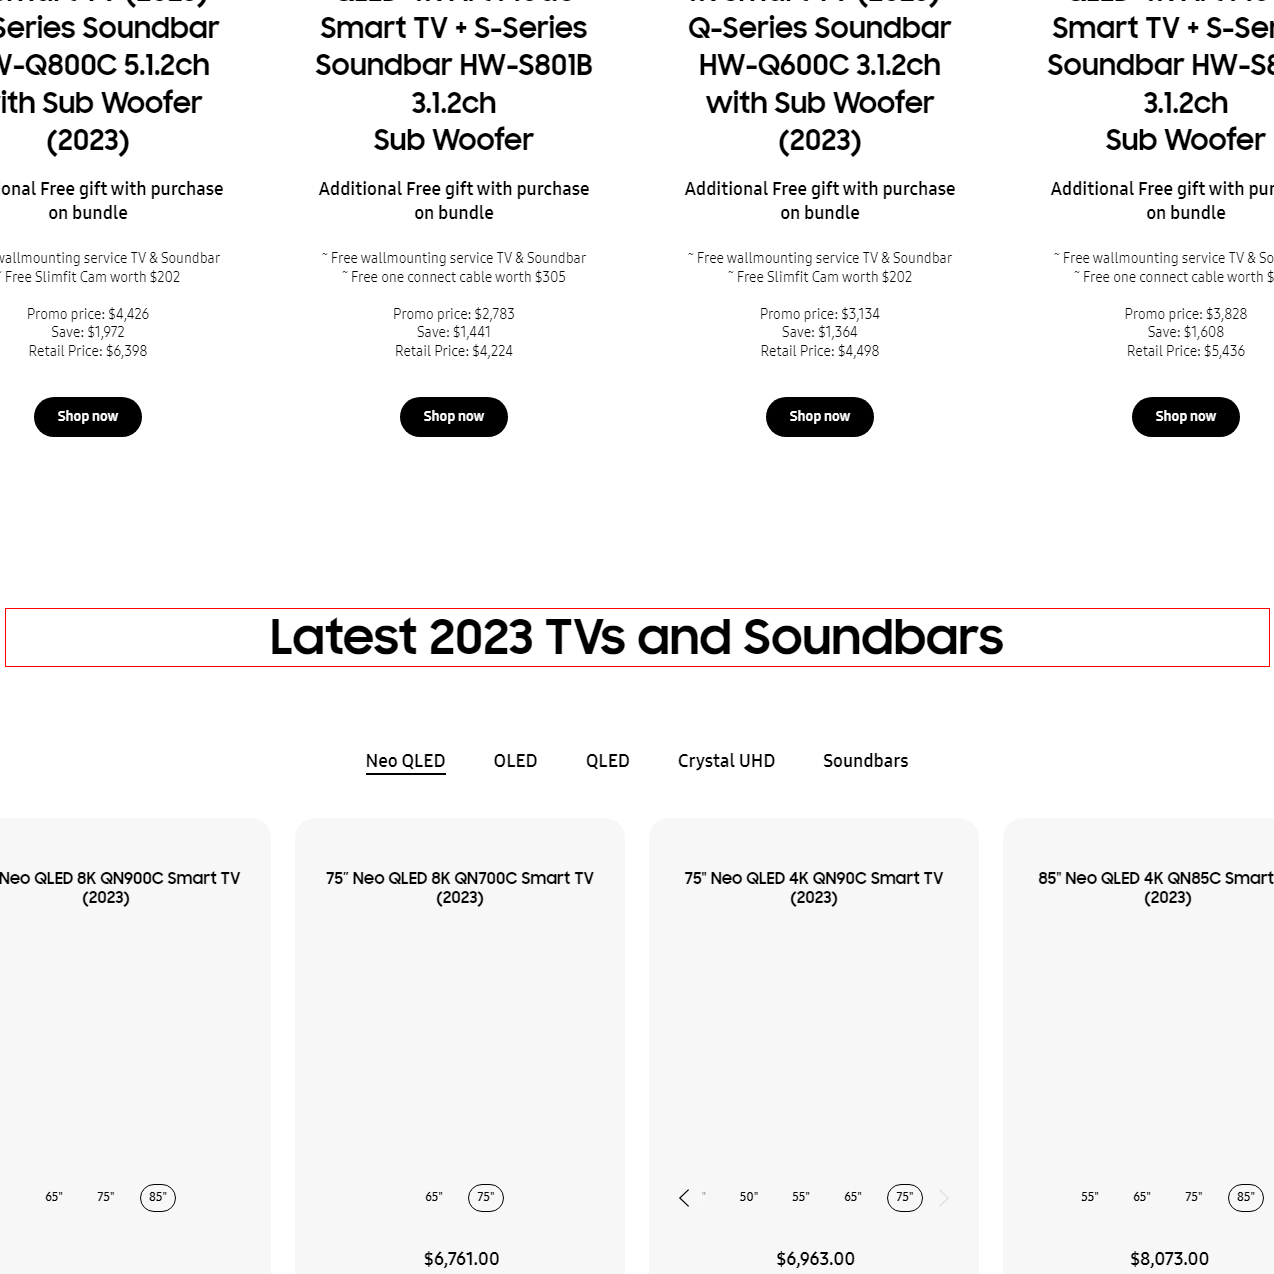 Series Soundbar
W-Q800C 5.1.2ch
ith Sub Woofer
(2023)
onal Free gift with purchase
on bundle
wallmounting service TV & Soundbar
Free Slimfit Cam worth $202
Promo price: $4,426
Save: $1,972
Retail Price: $6,398
Shop now
Smart TV + S-Series
Soundbar HW-S801B
3.1.2ch
Sub Woofer
Additional Free gift with purchase
on bundle
~ Free wallmounting service TV & Soundbar
~ Free one connect cable worth $305
Promo price: $2,783
Save: $1,441
Retail Price: $4,224
Shop now
Q-Series Soundbar
HW-Q600C 3.1.2ch
with Sub Woofer
(2023)
Additional Free gift with purchase
on bundle
~ Free wallmounting service TV & Soundbar
~ Free Slimfit Cam worth $202
Promo price: $3,134
Save: $1,364
Retail Price: $4,498
Shop now
Smart TV + S-Ser
Soundbar HW-S8
3.1.2ch
Sub Woofer
Additional Free gift with pur
on bundle
~ Free wallmounting service TV & So
~ Free one connect cable worth $
Promo price: $3,828
Save: $1,608
Retail Price: $5,436
Shop now
Latest 2023 TVs and Soundbars
Neo QLED OLED QLED Crystal UHD Soundbars
Neo QLED 8K QN900C Smart TV
(2023)
65" 75" 85"
75" Neo QLED 8K QN700C Smart TV
(2023)
65" 75"
$6,761.00
75" Neo QLED 4K QN90C Smart TV
(2023)
" 50" 55" 65" 75"
$6,963.00
85" Neo QLED 4K QN85C Smart
(2023)
55" 65" 75" 85"
$8,073.00